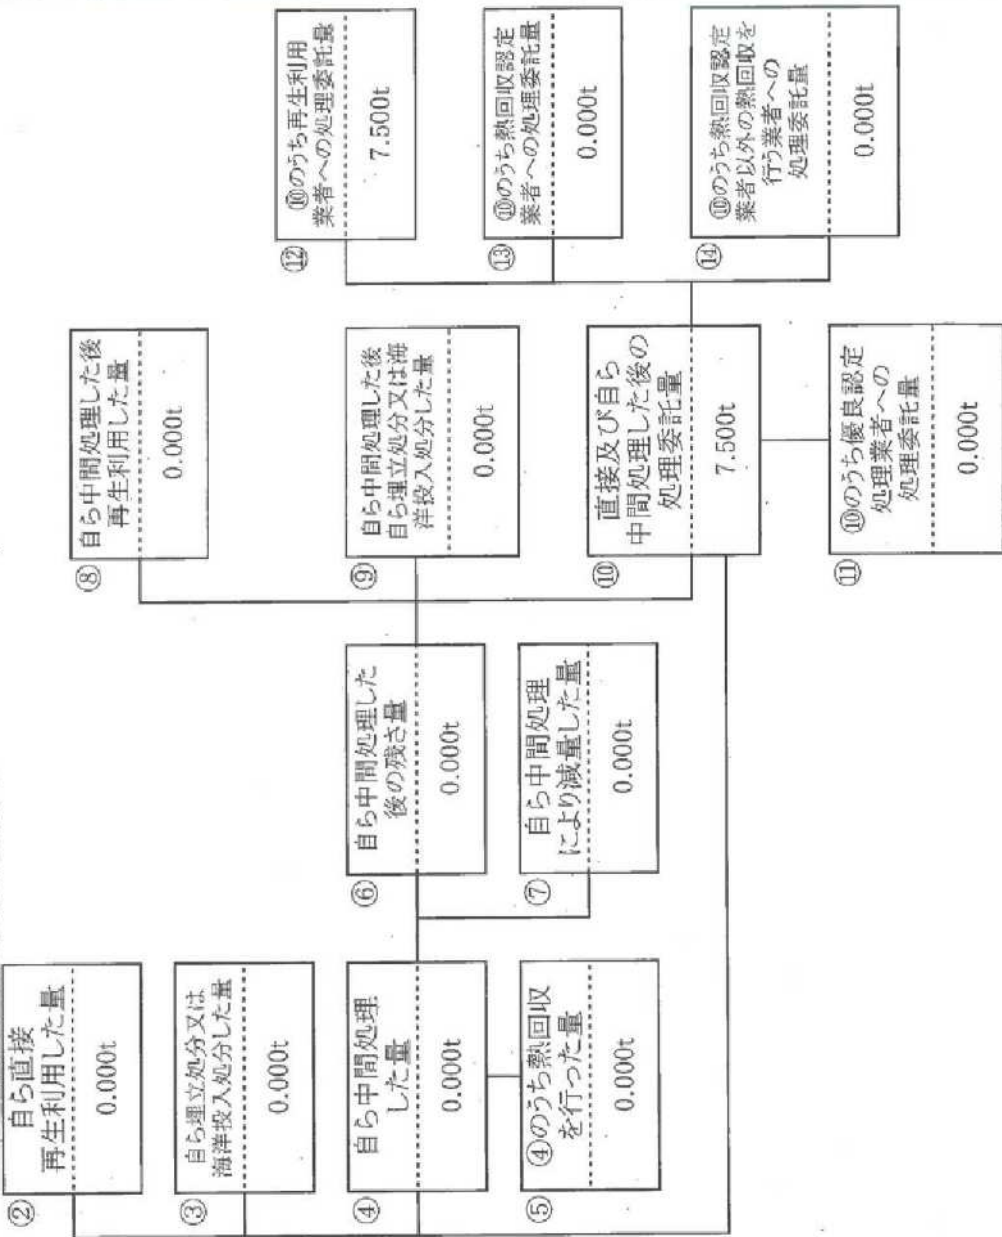 ②
自ら直接
再生利用した量
0.000t
③
自ら埋立処分又は
海洋投入処分した量
0.000t
④
自ら中間処理
した量
0.000t
⑤
④のうち熱回収
を行った量
0.000t
⑥
自ら中間処理した
後の残さ量
0.000t
⑦
自ら中間処理
により減量した量
0.000t
⑧
自ら中間処理した後
再生利用した量
0.000t
⑨
自ら中間処理した後
自ら埋立処分又は海
洋投入処分した量
0.000t
⑩
直接及び自ら
中間処理した後の
処理委託量
7.500t
⑪
⑩のうち優良認定
処理業者への
処理委託量
0.000t
⑫
⑩のうち再生利用
業者への処理委託量
7.500t
⑬
⑩のうち熱回収認定
業者への処理委託量
0.000t
⑭
⑩のうち熱回収認定
業者以外の熱回収を
行う業者への
処理委託量
0.000t